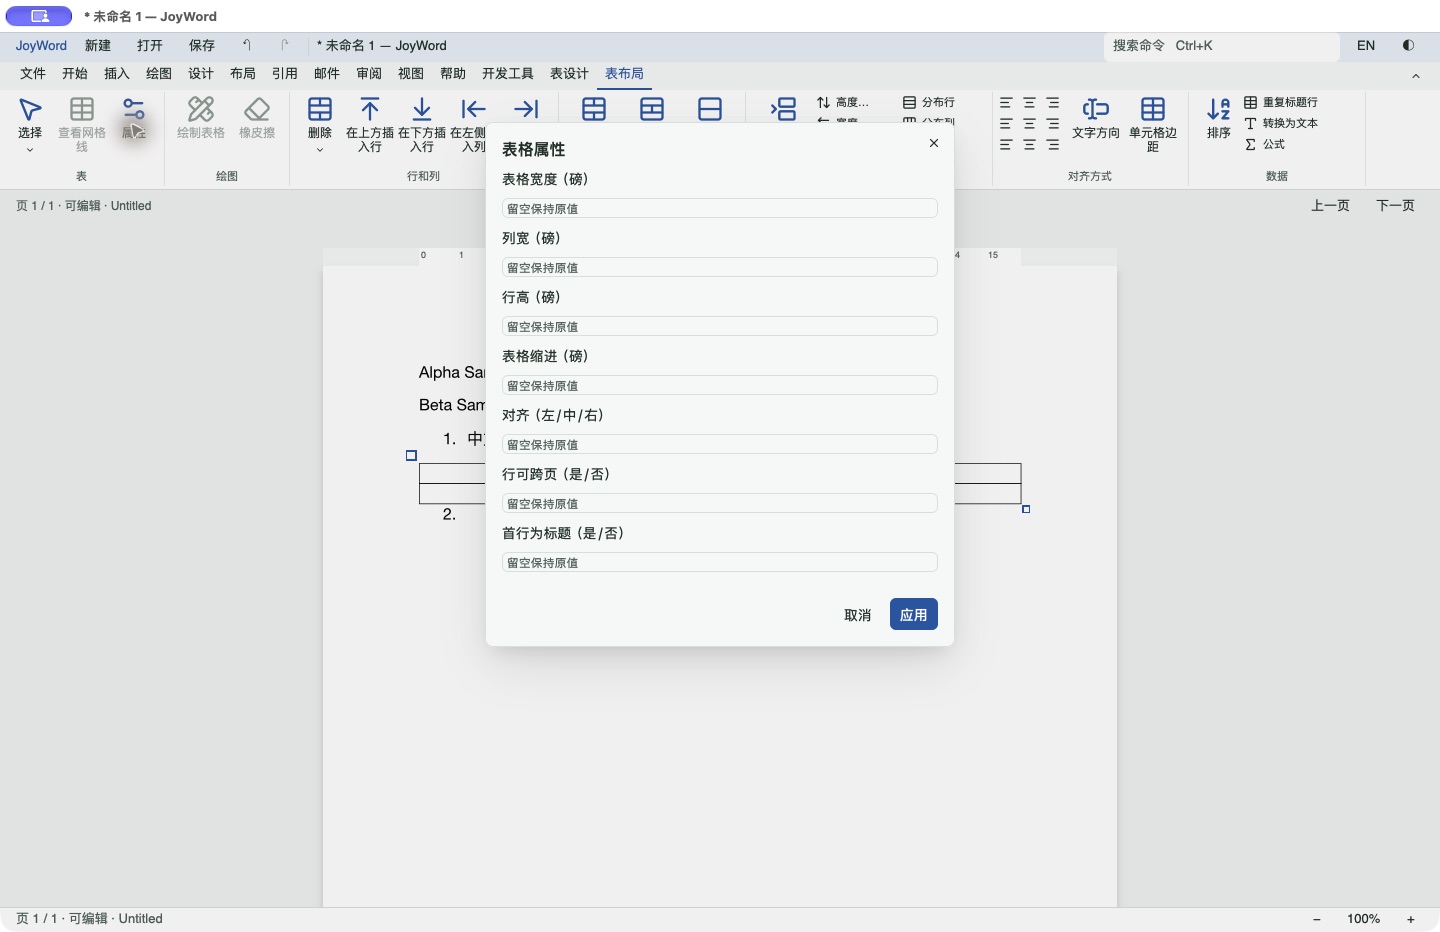 * 未命名 1 — JoyWord
JoyWord 新建 打开 保存 * 未命名 1 — JoyWord 搜索命令 Ctrl+K EN
文件 开始 插入 绘图 设计 布局 引用 邮件 审阅 视图 帮助 开发工具 表设计 表布局
选择 查看网格线 属性 绘制表格 橡皮擦 删除 在上方插入行 在下方插入行 在左侧入列 高度... 分布行 文字方向 单元格边距 排序 重复标题行
转换为文本
公式
表 绘图 行和列 对齐方式 数据
页 1 / 1 · 可编辑 · Untitled 上一页 下一页
0 1 4 15
Alpha Sa
Beta Sam
1. 中
2.
表格属性
表格宽度 (磅)
留空保持原值
列宽 (磅)
留空保持原值
行高 (磅)
留空保持原值
表格缩进 (磅)
留空保持原值
对齐 (左/中/右)
留空保持原值
行可跨页 (是/否)
留空保持原值
首行为标题 (是/否)
留空保持原值
取消 应用
页 1 / 1 · 可编辑 · Untitled − 100% +